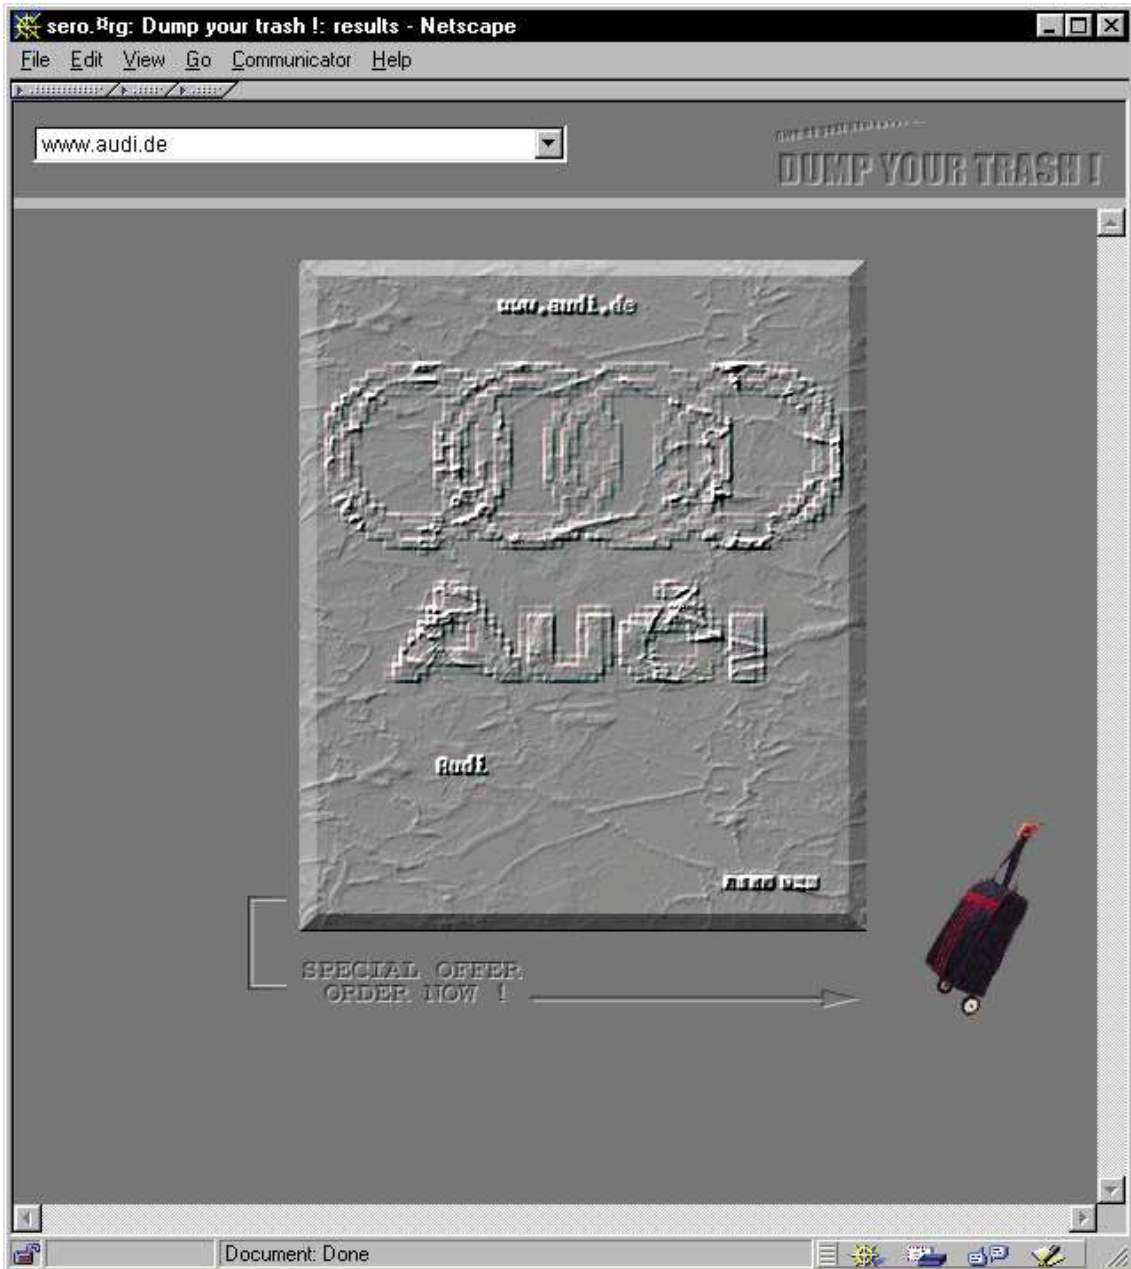 sero.¤rg: Dump your trash !: results - Netscape
File Edit View Go Communicator Help
www.audi.de
DUMP YOUR TRASH !
www.audi.de
Audi
Audi
SPECIAL OFFER
ORDER NOW !
Document: Done